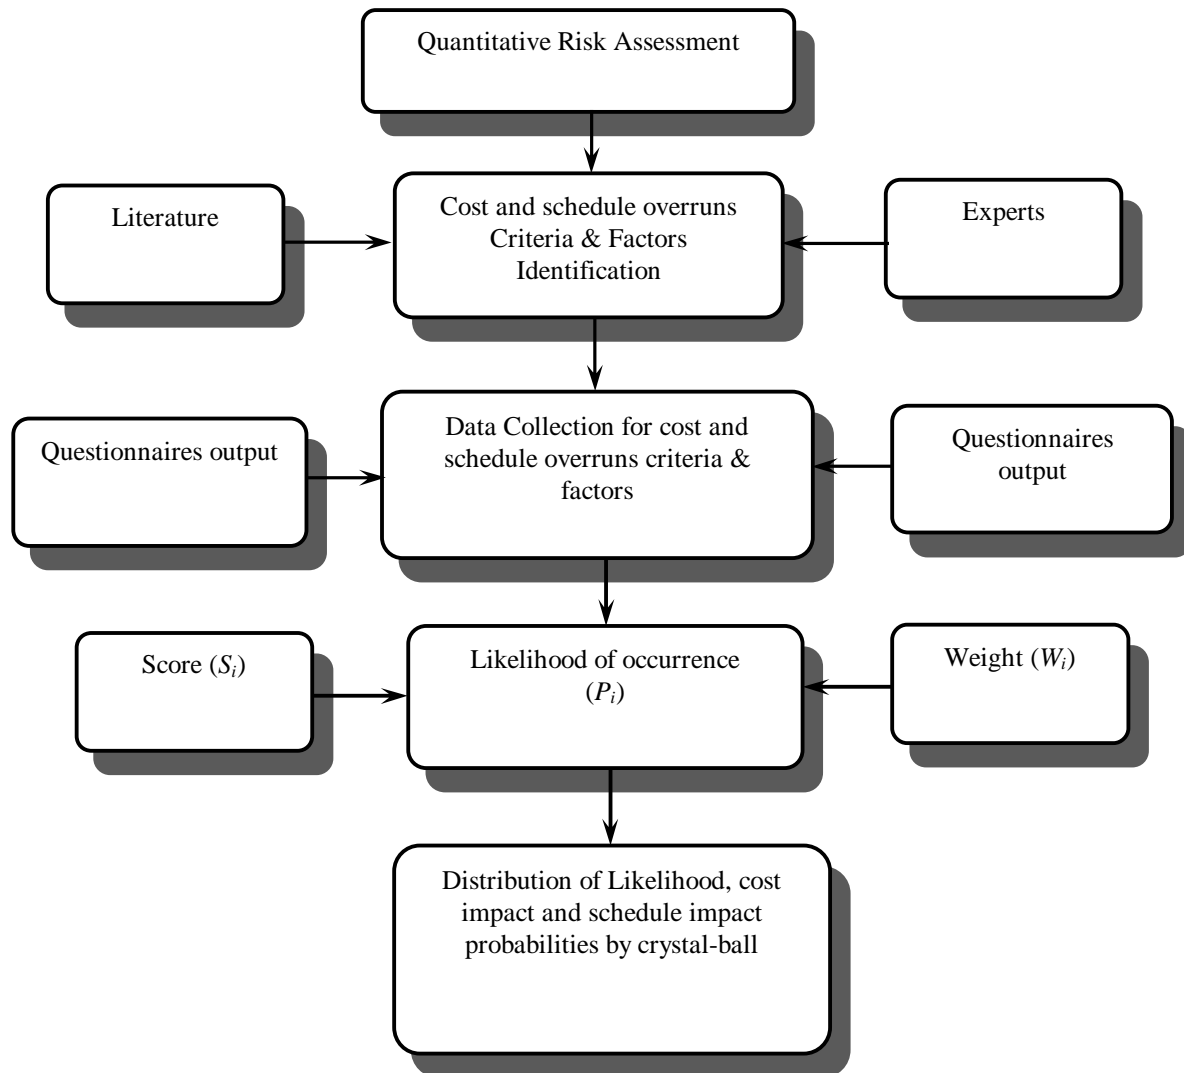 Quantitative Risk Assessment
Literature
Cost and schedule overruns
Criteria & Factors
Identification
Experts
Questionnaires output
Data Collection for cost and
schedule overruns criteria &
factors
Questionnaires
output
Score (Si)
Likelihood of occurrence
(Pi)
Weight (Wi)
Distribution of Likelihood, cost
impact and schedule impact
probabilities by crystal-ball